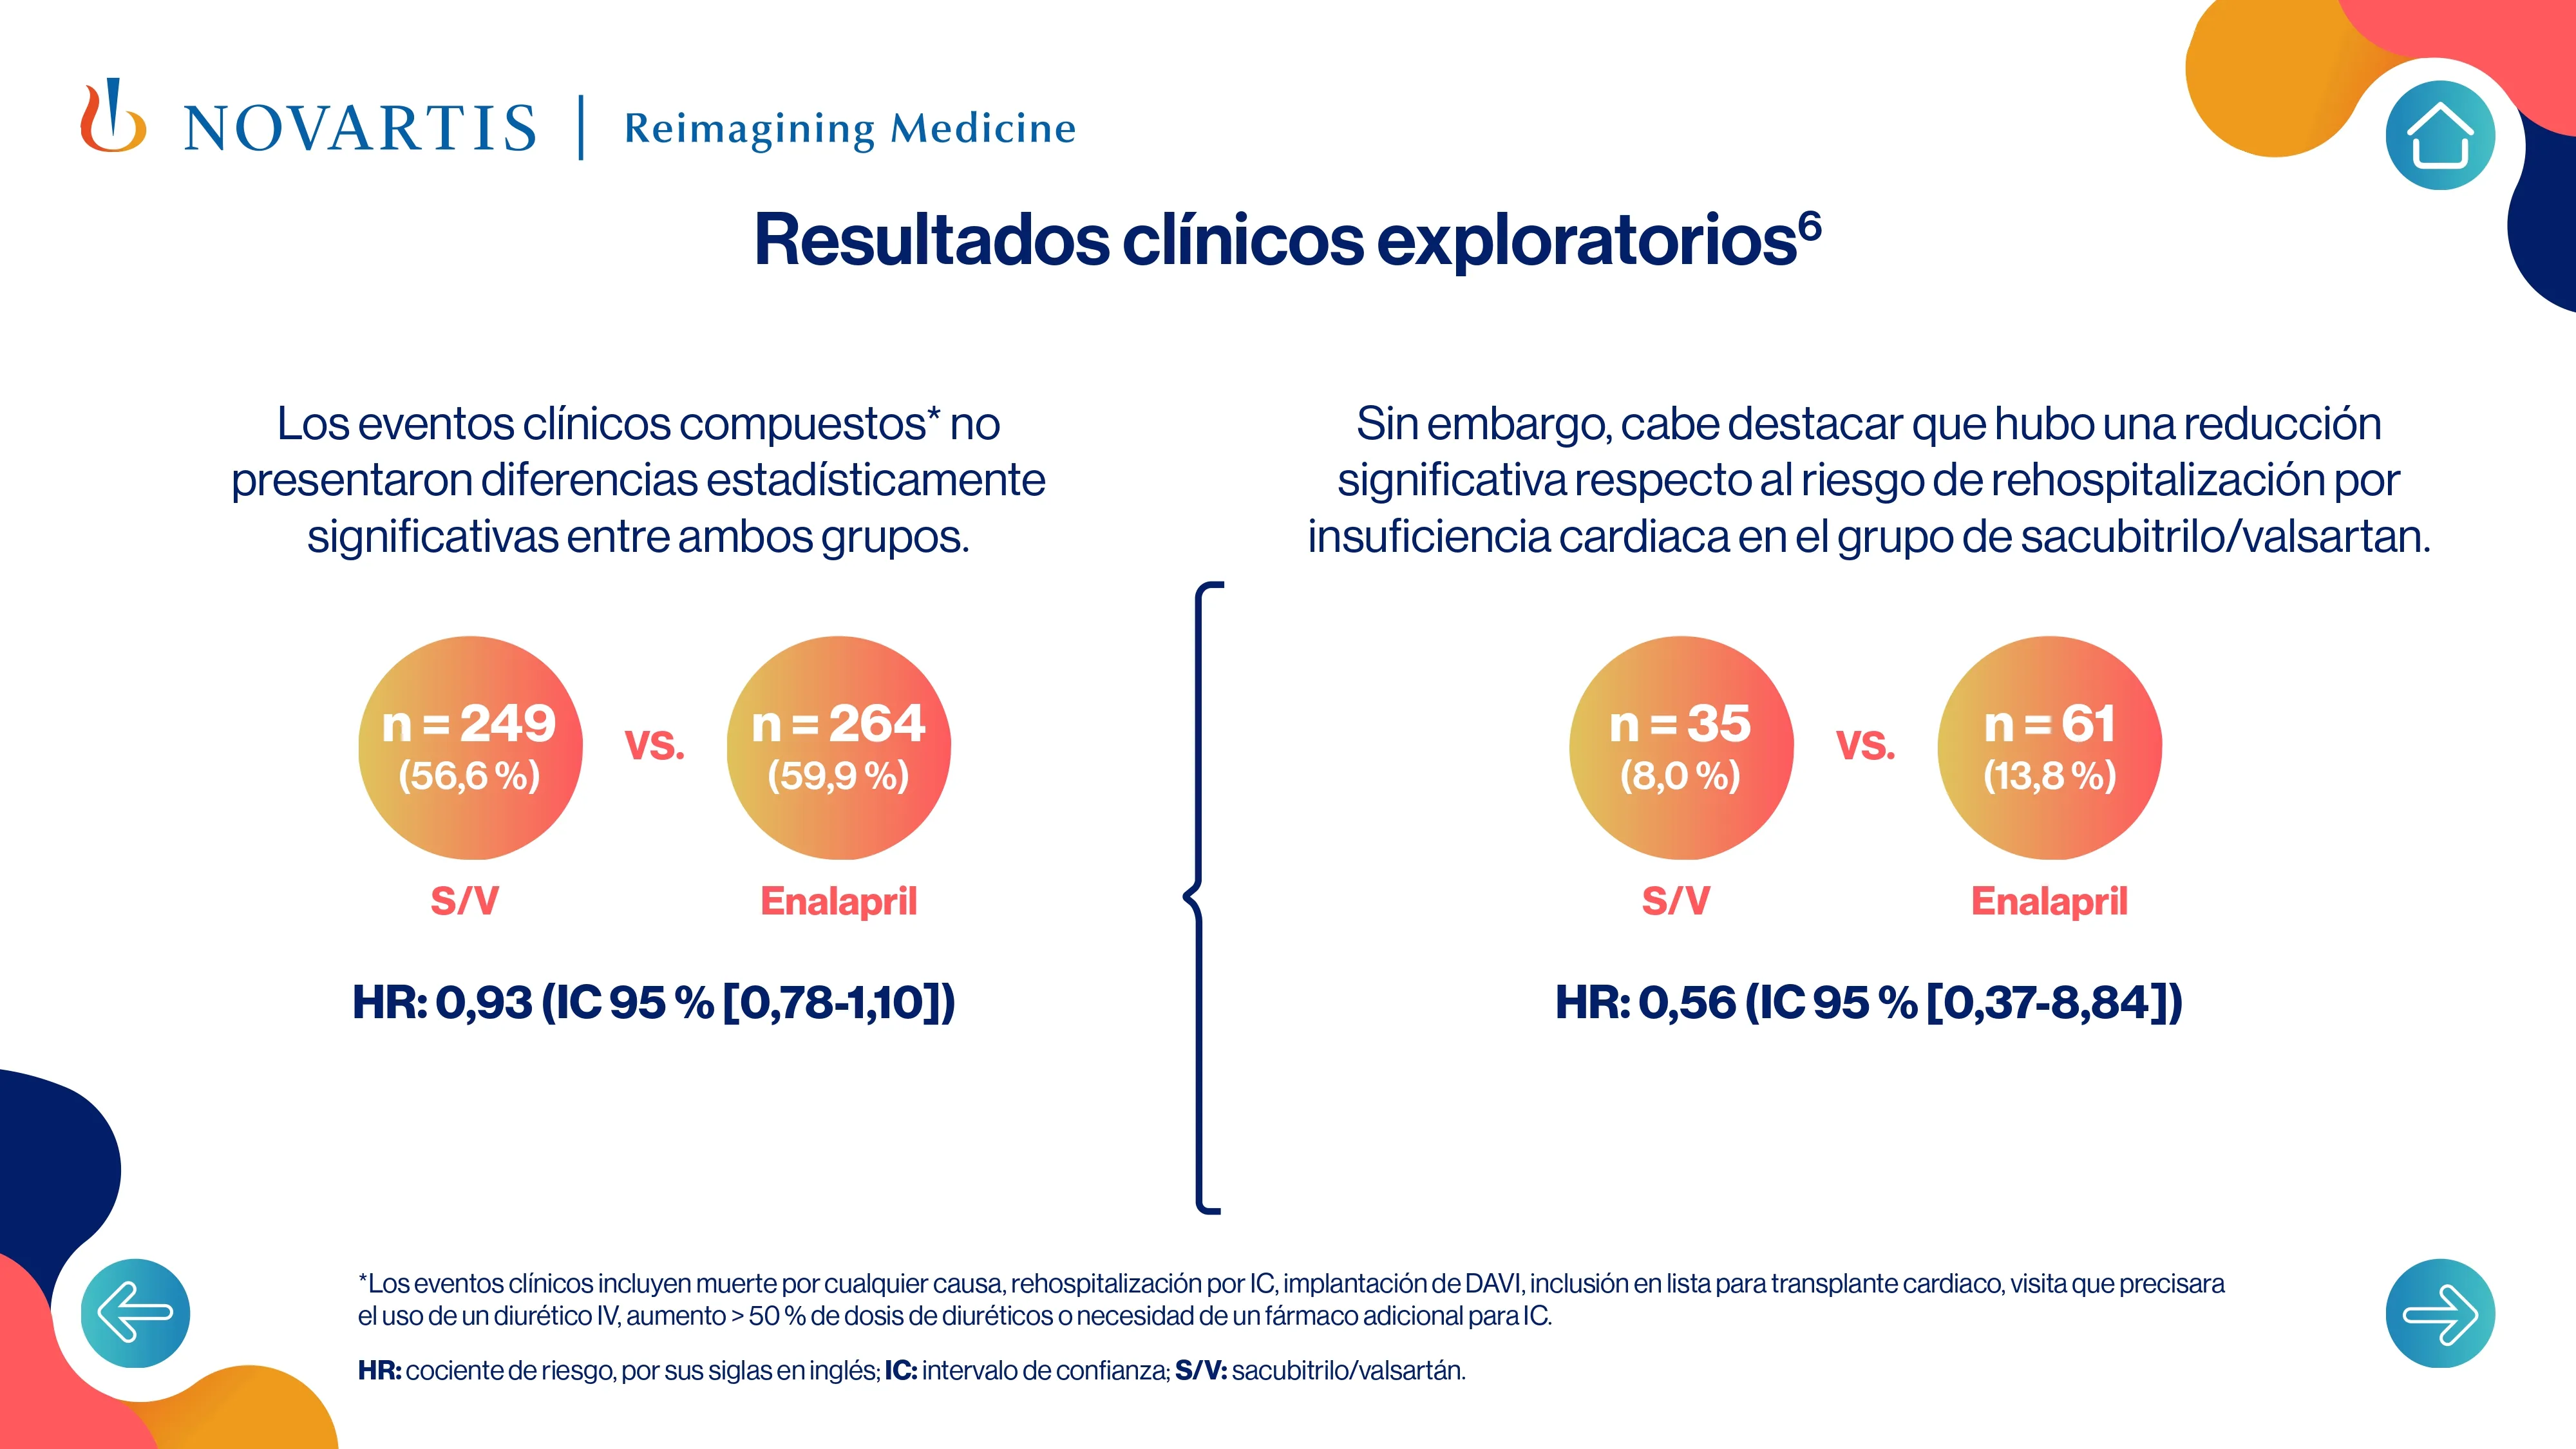 NOVARTIS | Reimagining Medicine
Resultados clínicos exploratorios⁶
Los eventos clínicos compuestos* no
presentaron diferencias estadísticamente
significativas entre ambos grupos.
n = 249
(56,6 %)
vs.
n = 264
(59,9 %)
S/V
Enalapril
HR: 0,93 (IC 95 % [0,78-1,10])
Sin embargo, cabe destacar que hubo una reducción
significativa respecto al riesgo de rehospitalización por
insuficiencia cardiaca en el grupo de sacubitrilo/valsartan.
n = 35
(8,0 %)
vs.
n = 61
(13,8 %)
S/V
Enalapril
HR: 0,56 (IC 95 % [0,37-8,84])
*Los eventos clínicos incluyen muerte por cualquier causa, rehospitalización por IC, implantación de DAVI, inclusión en lista para transplante cardiaco, visita que precisara
el uso de un diurético IV, aumento > 50 % de dosis de diuréticos o necesidad de un fármaco adicional para IC.
HR: cociente de riesgo, por sus siglas en inglés; IC: intervalo de confianza; S/V: sacubitrilo/valsartán.